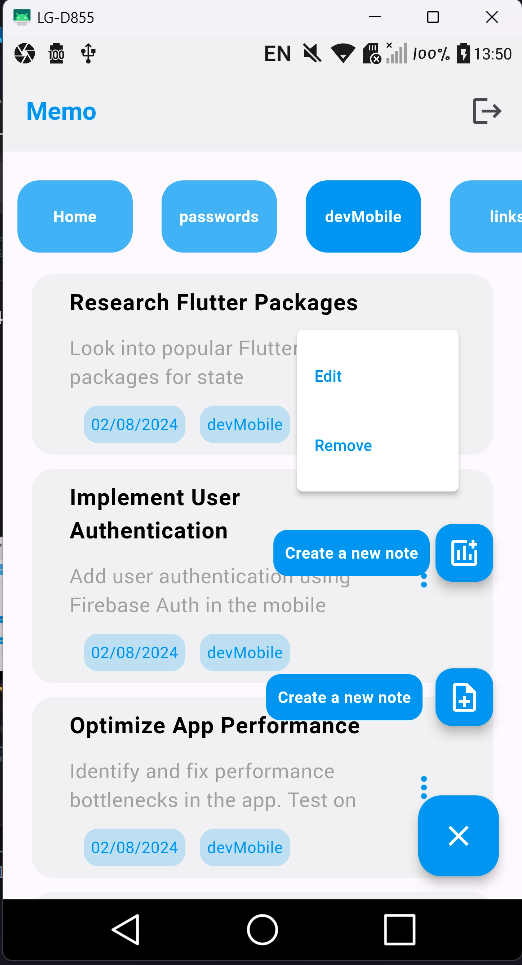 LG-D855
100 EN 100% 13:50
Memo
Home passwords devMobile links
Research Flutter Packages
Look into popular Flutter
packages for state
02/08/2024 devMobile
Edit
Remove
Implement User
Authentication
Create a new note
Add user authentication using
Firebase Auth in the mobile
02/08/2024 devMobile
Create a new note
Optimize App Performance
Identify and fix performance
bottlenecks in the app. Test on
02/08/2024 devMobile